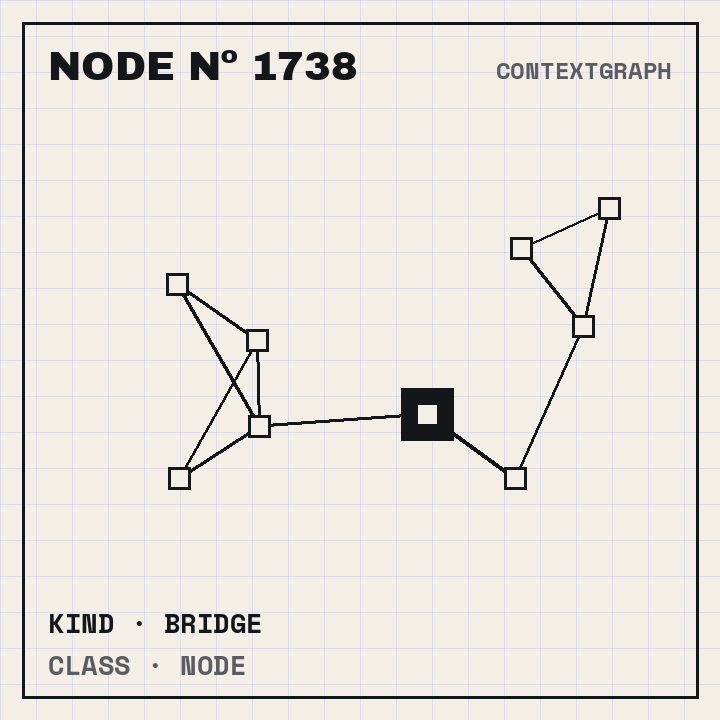 NODE Nº 1738
CONTEXTGRAPH
KIND · BRIDGE
CLASS · NODE